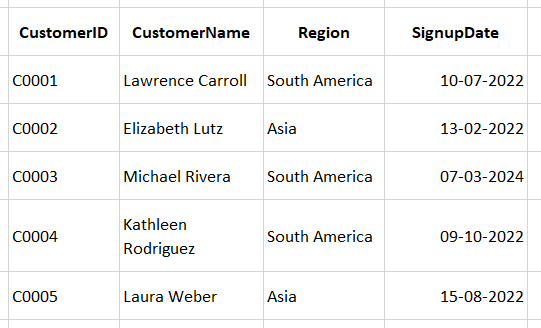 CustomerID CustomerName Region SignupDate
C0001 Lawrence Carroll South America 10-07-2022
C0002 Elizabeth Lutz Asia 13-02-2022
C0003 Michael Rivera South America 07-03-2024
C0004 Kathleen
Rodriguez South America 09-10-2022
C0005 Laura Weber Asia 15-08-2022